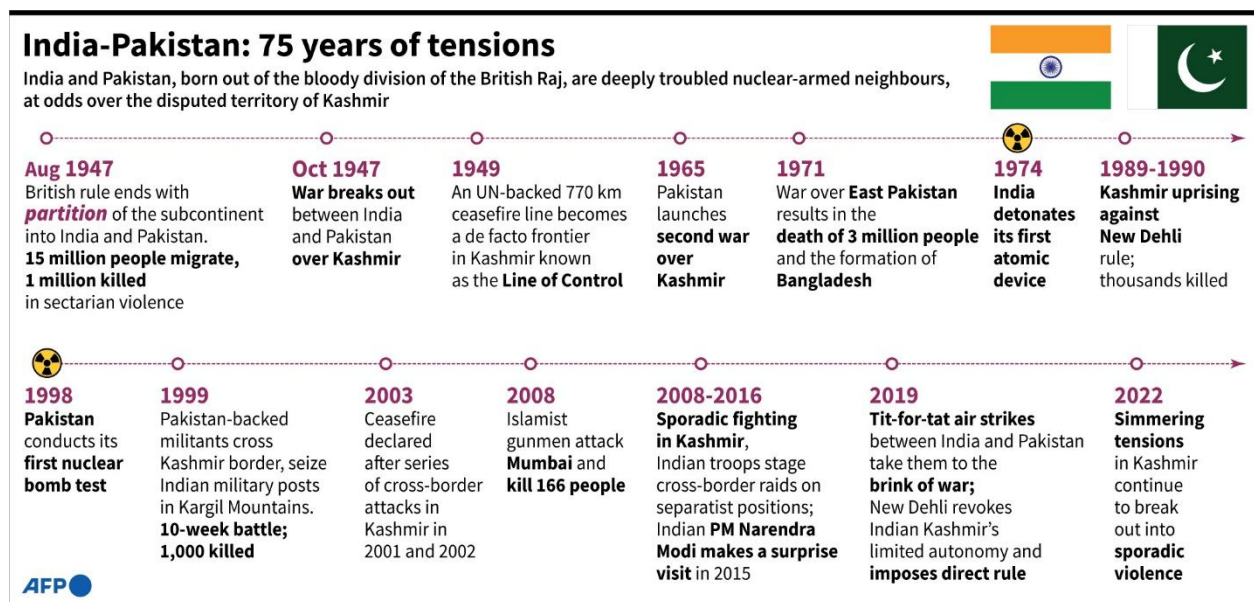 India-Pakistan: 75 years of tensions
India and Pakistan, born out of the bloody division of the British Raj, are deeply troubled nuclear-armed neighbours,
at odds over the disputed territory of Kashmir
Aug 1947
British rule ends with
partition of the subcontinent
into India and Pakistan.
15 million people migrate,
1 million killed
in sectarian violence
Oct 1947
War breaks out
between India
and Pakistan
over Kashmir
1949
An UN-backed 770 km
ceasefire line becomes
a de facto frontier
in Kashmir known
as the Line of Control
1965
Pakistan
launches
second war
over
Kashmir
1971
War over East Pakistan
results in the
death of 3 million people
and the formation of
Bangladesh
1974
India
detonates
its first
atomic
device
1989-1990
Kashmir uprising
against
New Dehli
rule;
thousands killed
1998
Pakistan
conducts its
first nuclear
bomb test
1999
Pakistan-backed
militants cross
Kashmir border, seize
Indian military posts
in Kargil Mountains.
10-week battle;
1,000 killed
2003
Ceasefire
declared
after series
of cross-border
attacks in
Kashmir in
2001 and 2002
2008
Islamist
gunmen attack
Mumbai and
kill 166 people
2008-2016
Sporadic fighting
in Kashmir,
Indian troops stage
cross-border raids on
separatist positions;
Indian PM Narendra
Modi makes a surprise
visit in 2015
2019
Tit-for-tat air strikes
between India and Pakistan
take them to the
brink of war;
New Delhi revokes
Indian Kashmir's
limited autonomy and
imposes direct rule
2022
Simmering
tensions
in Kashmir
continue
to break
out into
sporadic
violence
AFP